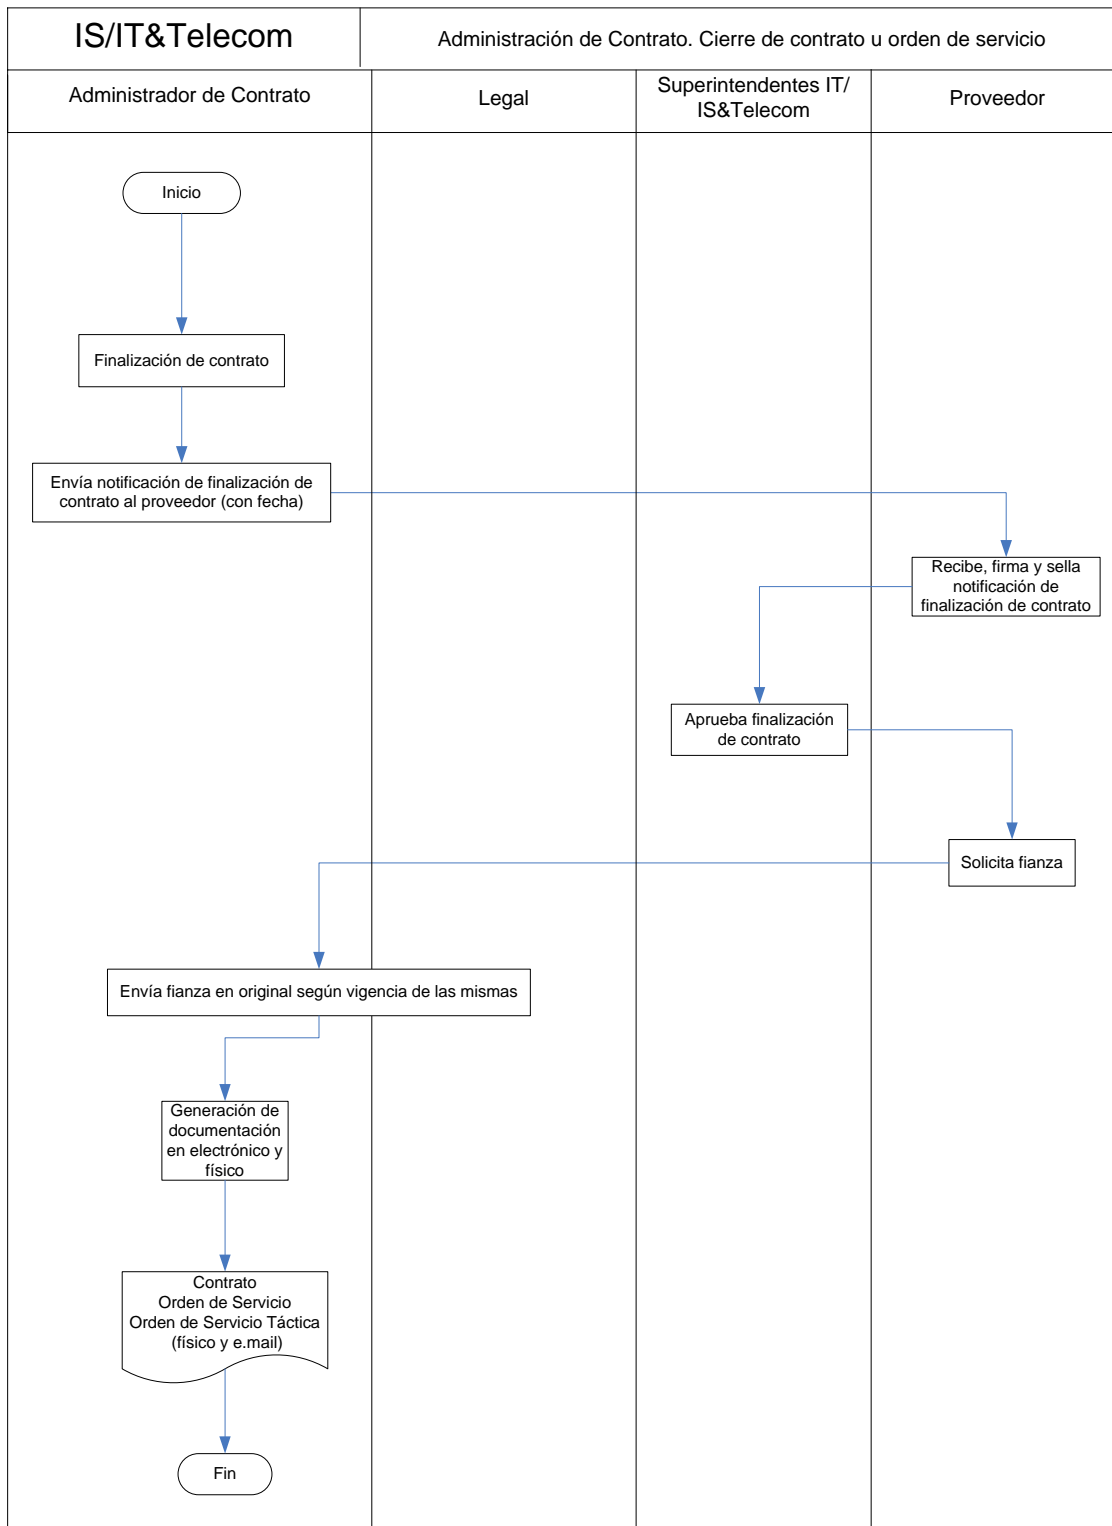 IS/IT&Telecom
Administración de Contrato. Cierre de contrato u orden de servicio
Administrador de Contrato
Legal
Superintendentes IT/
IS&Telecom
Proveedor
Inicio
Finalización de contrato
Envía notificación de finalización de
contrato al proveedor (con fecha)
Recibe, firma y sella
notificación de
finalización de contrato
Aprueba finalización
de contrato
Solicita fianza
Envía fianza en original según vigencia de las mismas
Generación de
documentación
en electrónico y
físico
Contrato
Orden de Servicio
Orden de Servicio Táctica
(físico y e.mail)
Fin